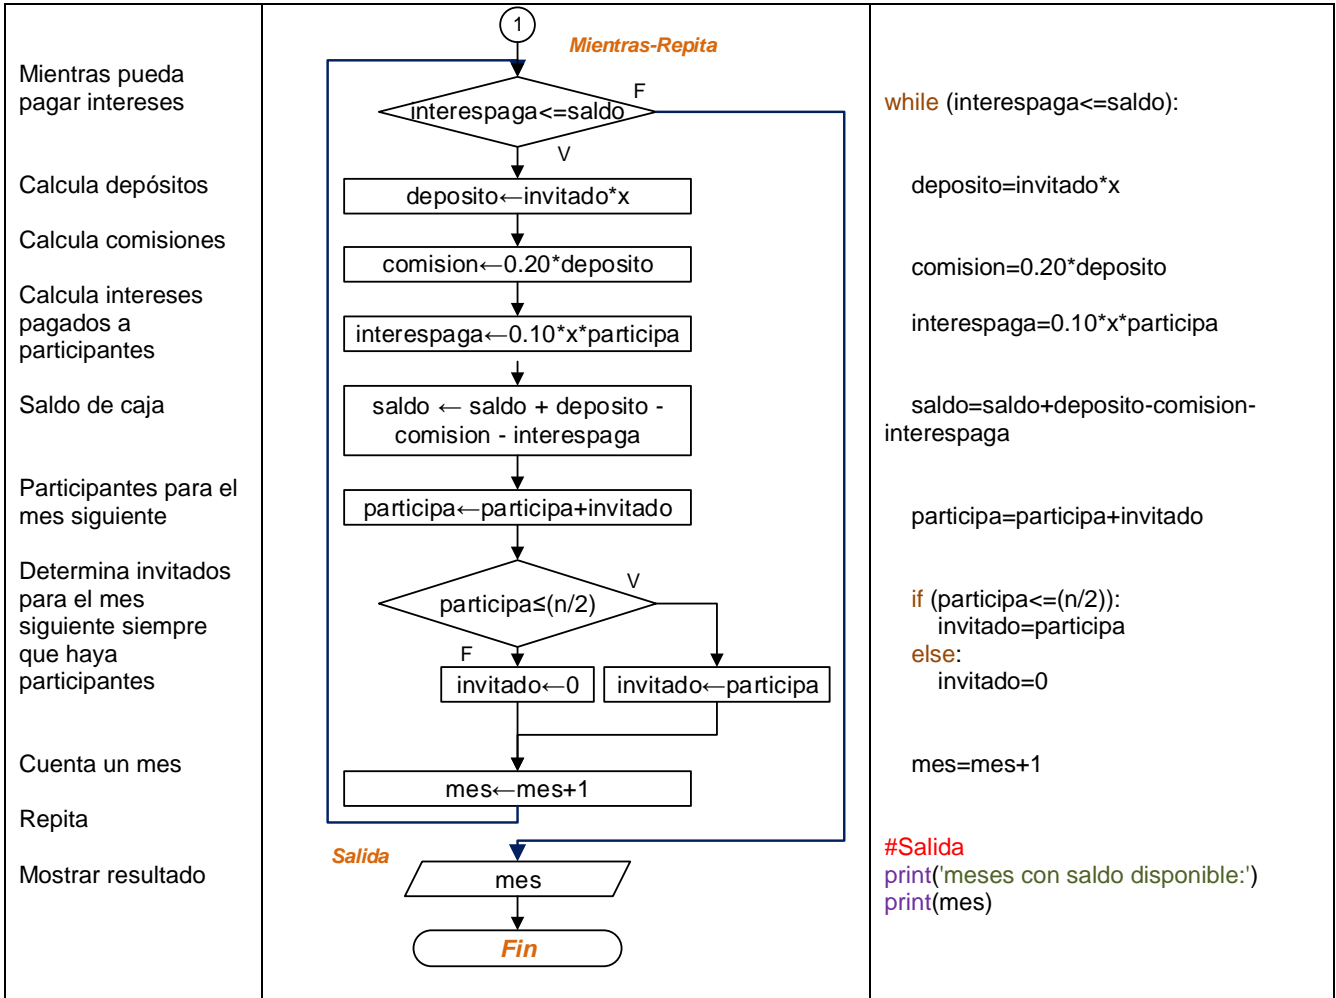 Mientras pueda
pagar intereses
Calcula depósitos
Calcula comisiones
Calcula intereses
pagados a
participantes
Saldo de caja
Participantes para el
mes siguiente
Determina invitados
para el mes
siguiente siempre
que haya
participantes
Cuenta un mes
Repita
Mostrar resultado
1
Mientras-Repita
interespaga<=saldo
F
V
deposito←invitado*x
comision←0.20*deposito
interespaga←0.10*x*participa
saldo ← saldo + deposito -
comision - interespaga
participa←participa+invitado
participa≤(n/2)
V
F
invitado←0
invitado←participa
mes←mes+1
Salida
mes
Fin
while (interespaga<=saldo):
deposito=invitado*x
comision=0.20*deposito
interespaga=0.10*x*participa
saldo=saldo+deposito-comision-
interespaga
participa=participa+invitado
if (participa<=(n/2)):
invitado=participa
else:
invitado=0
mes=mes+1
#Salida
print('meses con saldo disponible:')
print(mes)